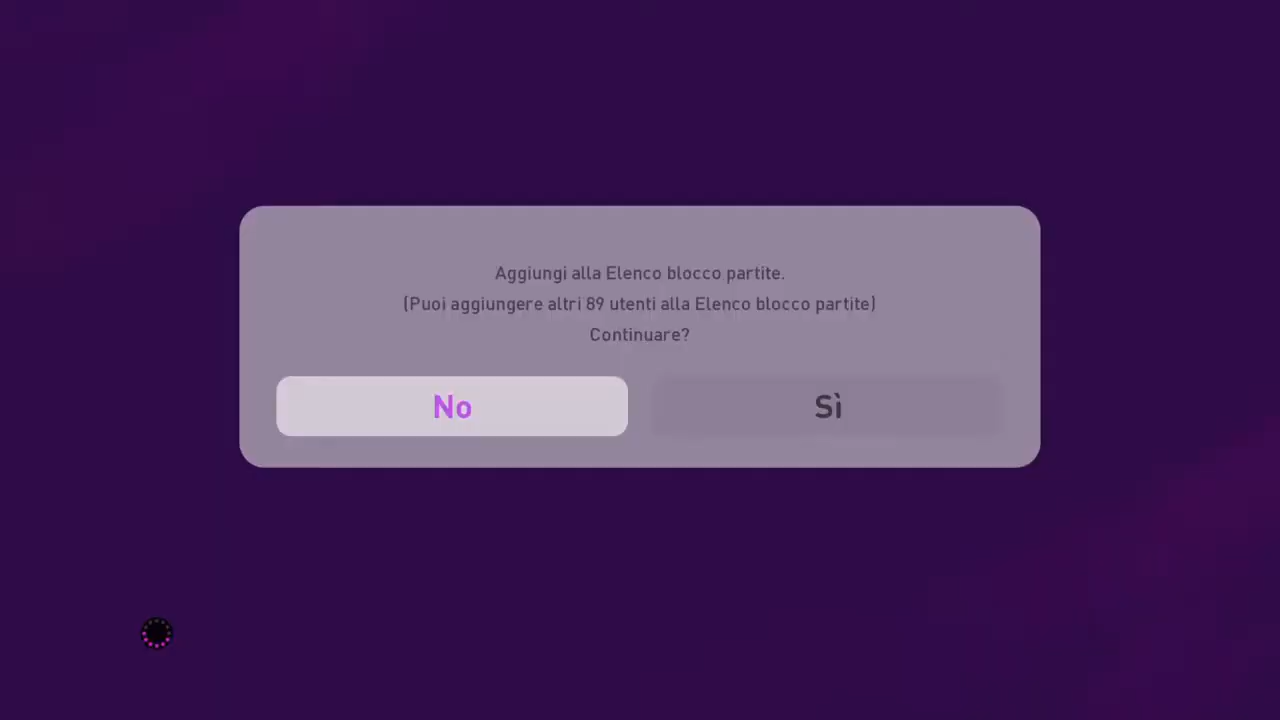 Aggiungi alla Elenco blocco partite.
(Puoi aggiungere altri 89 utenti alla Elenco blocco partite)
Continuare?
No
Sì